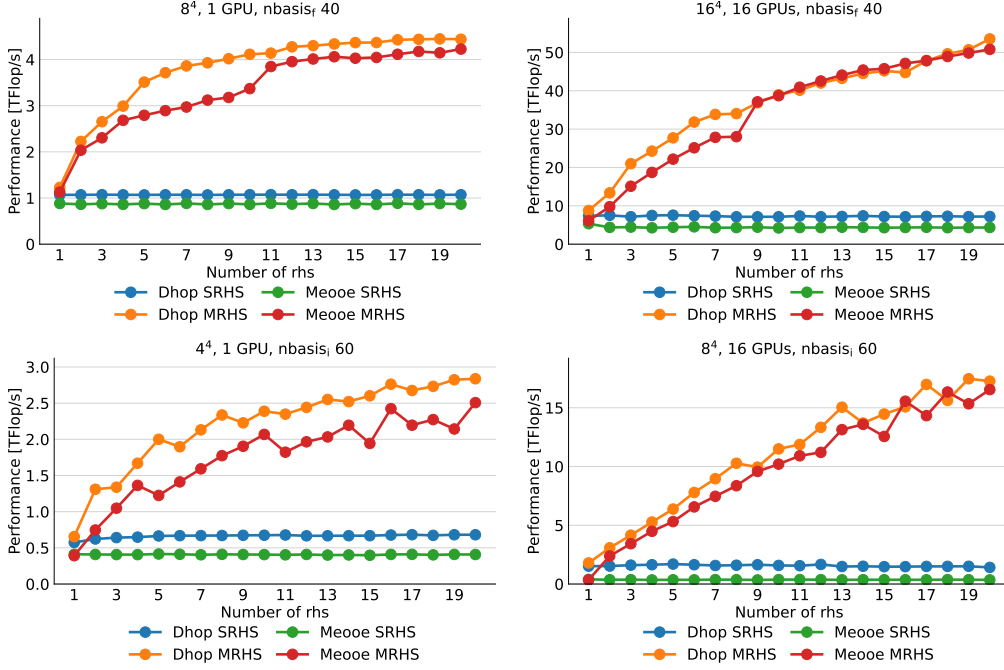 8⁴, 1 GPU, nbasis_f 40
Performance [TFlop/s]
4
3
2
1
0
1 3 5 7 9 11 13 15 17 19
Number of rhs
Dhop SRHS Meooe SRHS
Dhop MRHS Meooe MRHS
16⁴, 16 GPUs, nbasis_f 40
Performance [TFlop/s]
50
40
30
20
10
0
1 3 5 7 9 11 13 15 17 19
Number of rhs
Dhop SRHS Meooe SRHS
Dhop MRHS Meooe MRHS
4⁴, 1 GPU, nbasis_i 60
Performance [TFlop/s]
3.0
2.5
2.0
1.5
1.0
0.5
0.0
1 3 5 7 9 11 13 15 17 19
Number of rhs
Dhop SRHS Meooe SRHS
Dhop MRHS Meooe MRHS
8⁴, 16 GPUs, nbasis_i 60
Performance [TFlop/s]
15
10
5
0
1 3 5 7 9 11 13 15 17 19
Number of rhs
Dhop SRHS Meooe SRHS
Dhop MRHS Meooe MRHS